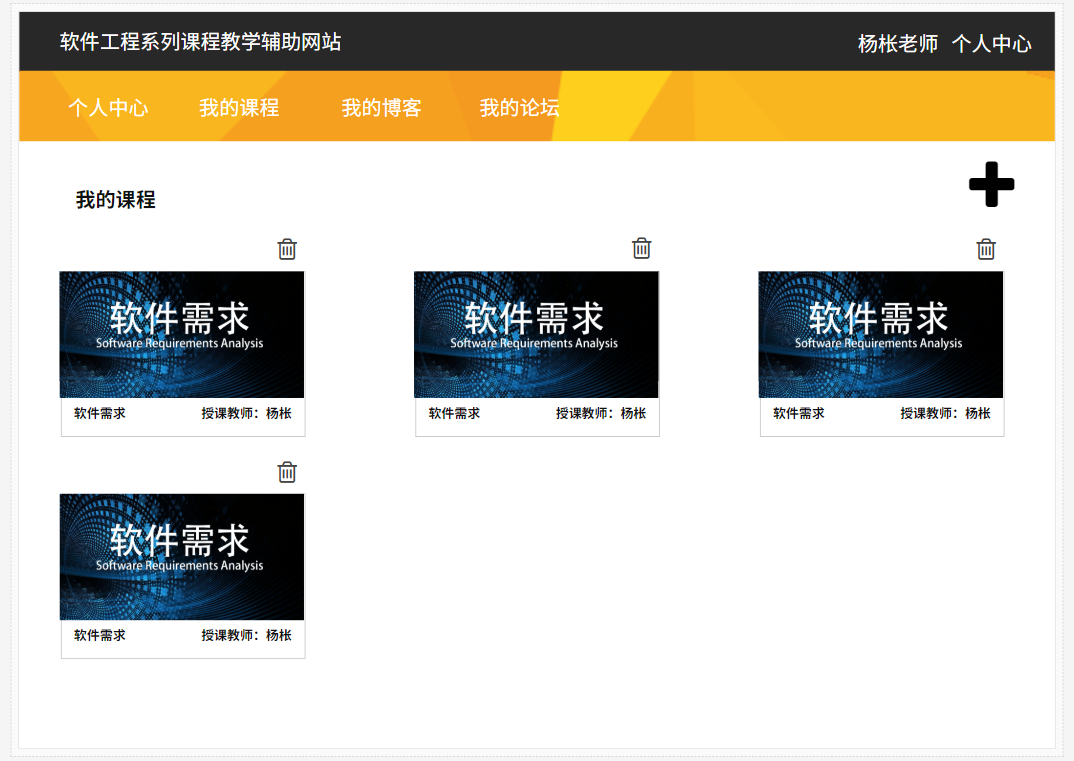 软件工程系列课程教学辅助网站
杨枨老师 个人中心
个人中心 我的课程 我的博客 我的论坛
我的课程
软件需求
Software Requirements Analysis
软件需求 授课教师：杨枨
软件需求
Software Requirements Analysis
软件需求 授课教师：杨枨
软件需求
Software Requirements Analysis
软件需求 授课教师：杨枨
软件需求
Software Requirements Analysis
软件需求 授课教师：杨枨